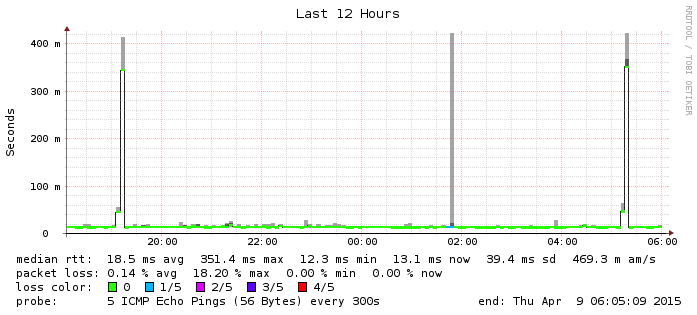 Last 12 Hours
RRDTOOL / TOBI OETIKER
Seconds
400 m
300 m
200 m
100 m
0
20:00 22:00 00:00 02:00 04:00 06:00
median rtt: 18.5 ms avg 351.4 ms max 12.3 ms min 13.1 ms now 39.4 ms sd 469.3 m am/s
packet loss: 0.14 % avg 18.20 % max 0.00 % min 0.00 % now
loss color: 0 1/5 2/5 3/5 4/5
probe: 5 ICMP Echo Pings (56 Bytes) every 300s end: Thu Apr 9 06:05:09 2015